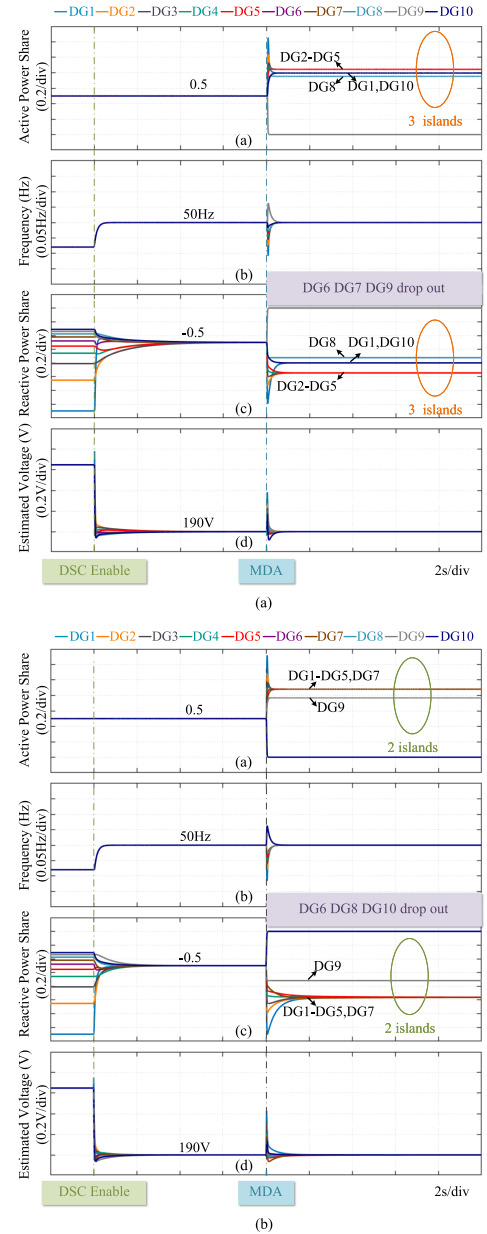 DG1 DG2 DG3 DG4 DG5 DG6 DG7 DG8 DG9 DG10
Active Power Share
(0.2/div)
0.5
DG2-DG5
DG8
DG1,DG10
3 islands
(a)
Frequency (Hz)
(0.05Hz/div)
50Hz
(b)
DG6 DG7 DG9 drop out
Reactive Power Share
(0.2/div)
-0.5
DG8
DG1,DG10
DG2-DG5
3 islands
(c)
Estimated Voltage (V)
(0.2V/div)
190V
(d)
DSC Enable
MDA
2s/div
(a)
DG1 DG2 DG3 DG4 DG5 DG6 DG7 DG8 DG9 DG10
Active Power Share
(0.2/div)
0.5
DG1-DG5,DG7
DG9
2 islands
(a)
Frequency (Hz)
(0.05Hz/div)
50Hz
(b)
DG6 DG8 DG10 drop out
Reactive Power Share
(0.2/div)
-0.5
DG9
DG1-DG5,DG7
2 islands
(c)
Estimated Voltage (V)
(0.2V/div)
190V
(d)
DSC Enable
MDA
2s/div
(b)